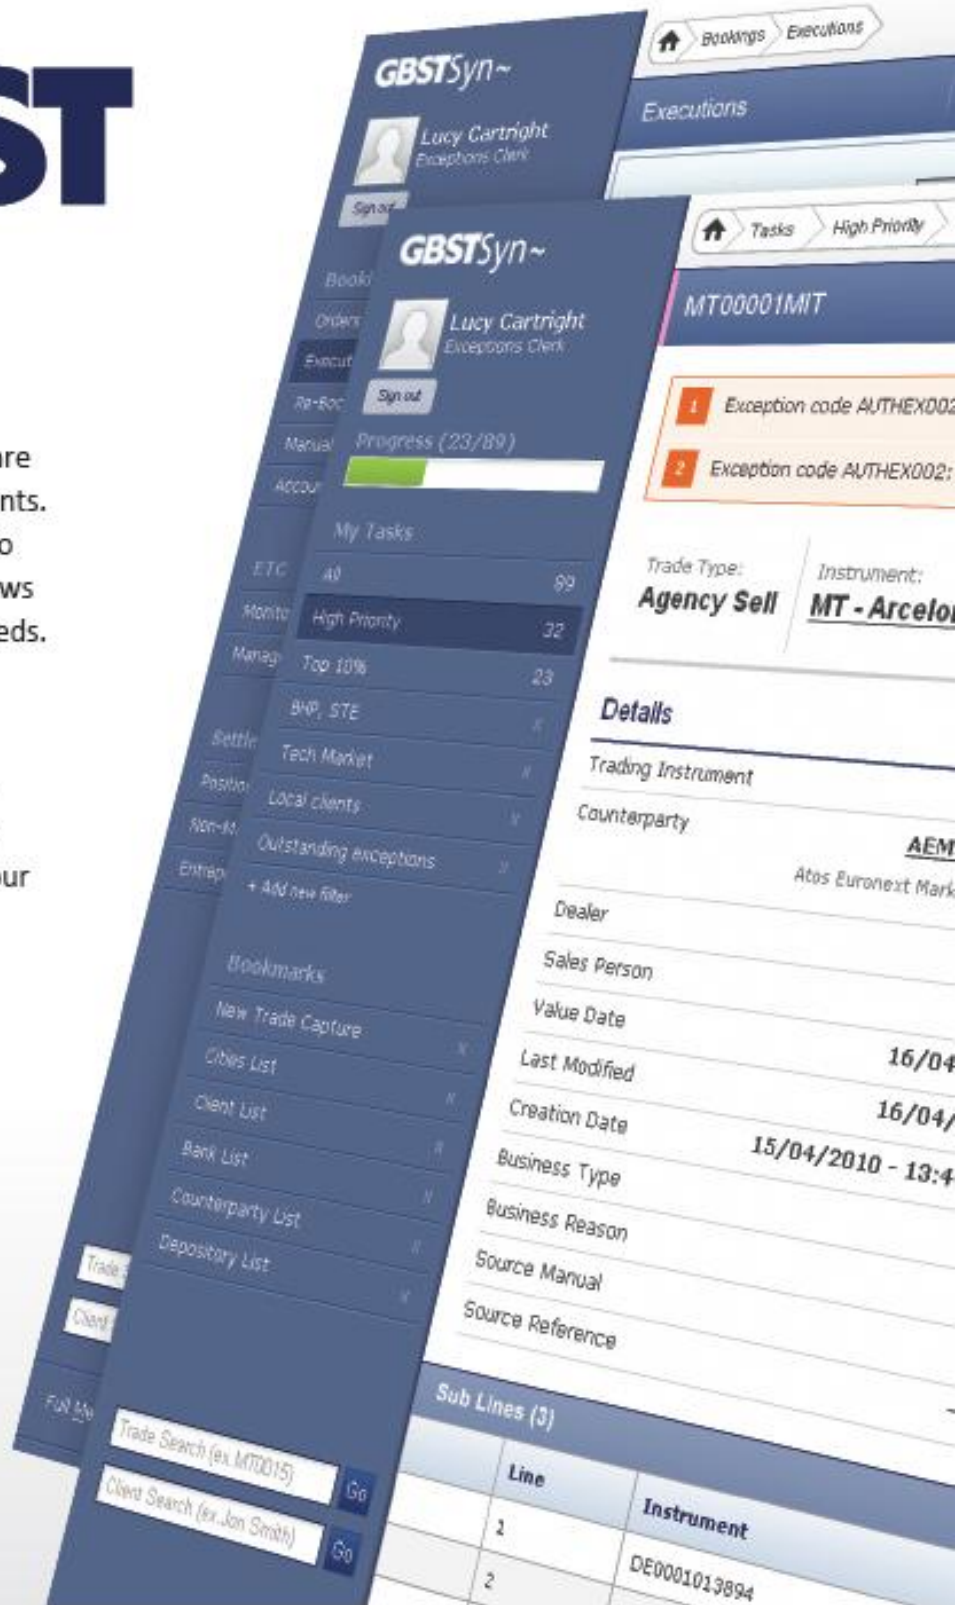 ST
nts.
ws
eds.
GBSTSyn~
Lucy Cartright
Exceptions Clerk
Sign out
Orders
Bookings
Executions
Executions
GBSTSyn~
Lucy Cartright
Exceptions Clerk
Sign out
Progress (23/89)
My Tasks
All 89
High Priority 32
Top 10% 23
BHP, STE x
Tech Market x
Local clients x
Outstanding exceptions x
+ Add new filter
Bookmarks
New Trade Capture x
Cities List x
Client List x
Bank List x
Counterparty List x
Depository List x
Trade Search (ex. MT0015) Go
Client Search (ex. Jon Smith) Go
Tasks
High Priority
MT00001MIT
1 Exception code AUTHEX002
2 Exception code AUTHEX002:
Trade Type:
Agency Sell
Instrument:
MT - Arcelor
Details
Trading Instrument
Counterparty AEM
Atos Euronext Mark
Dealer
Sales Person
Value Date 16/04
Last Modified 16/04/
Creation Date 15/04/2010 - 13:4
Business Type
Business Reason
Source Manual
Source Reference
Sub Lines (3)
Line Instrument
1 DE0001013894
2